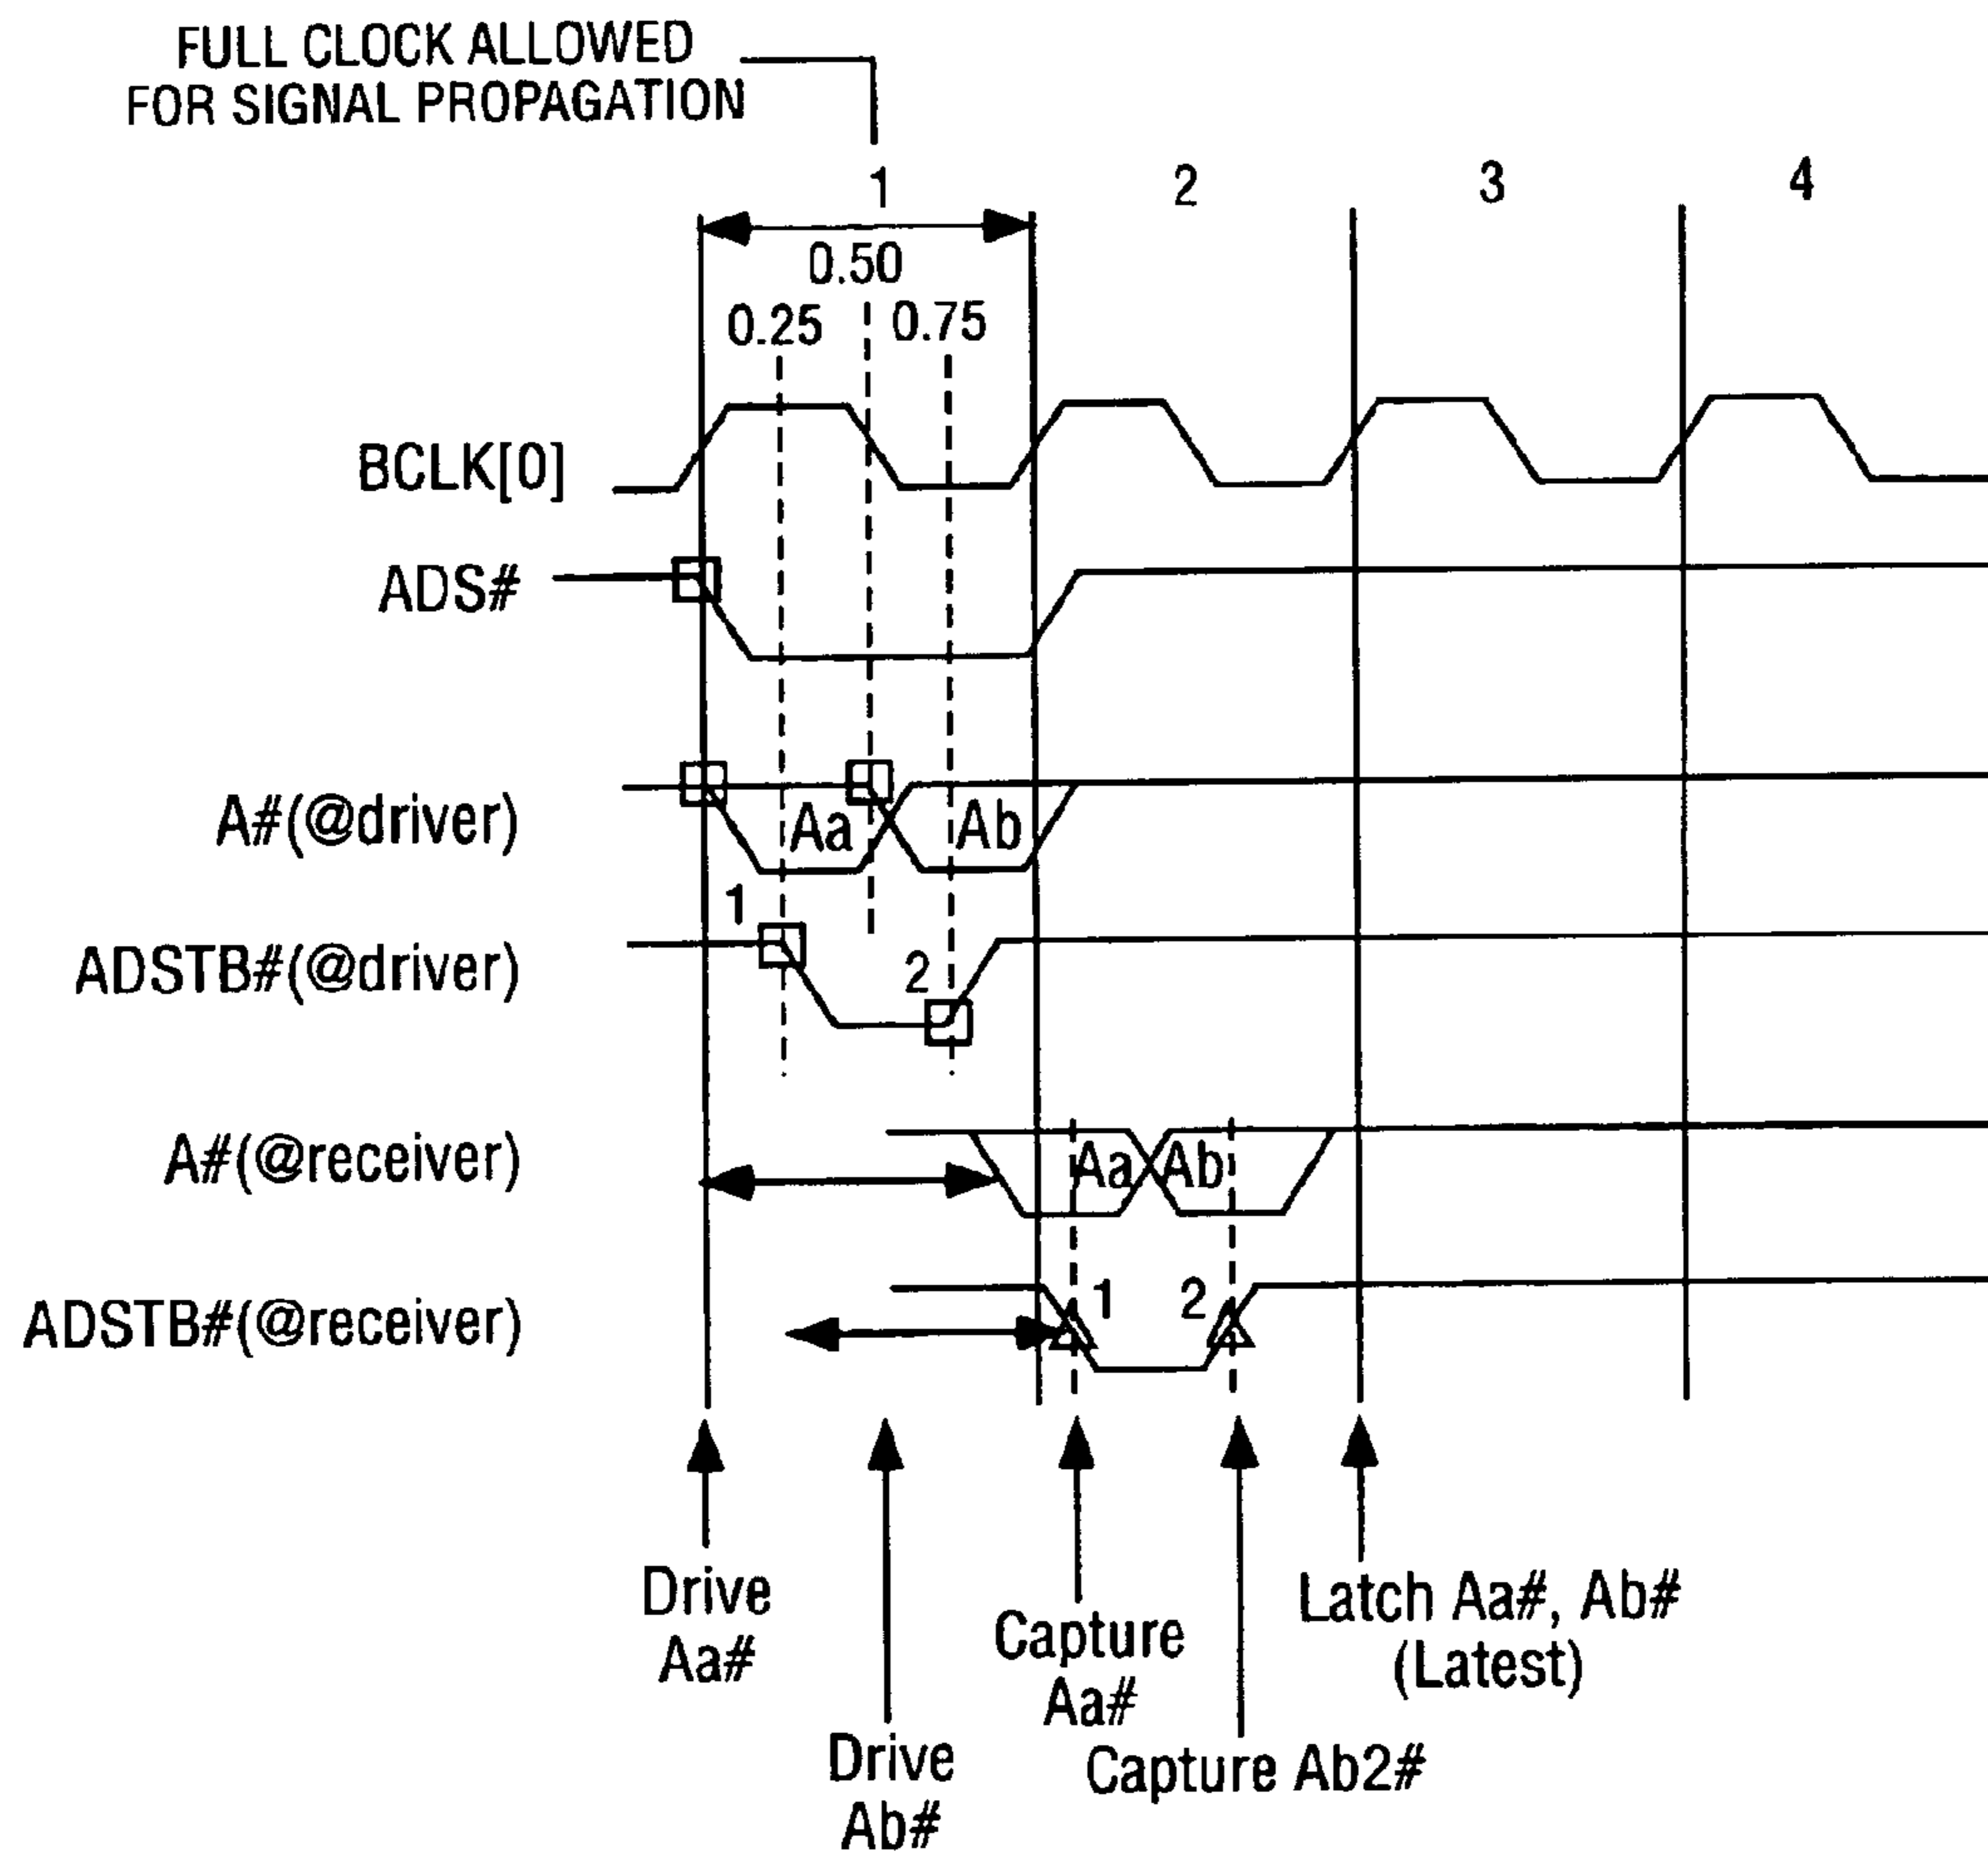 FULL CLOCK ALLOWED
FOR SIGNAL PROPAGATION
1
2
3
4
0.50
0.25
0.75
BCLK[0]
ADS#
A#(@driver)
Aa
Ab
1
ADSTB#(@driver)
2
A#(@receiver)
Aa
Ab
ADSTB#(@receiver)
1
2
Drive
Aa#
Drive
Ab#
Capture
Aa#
Capture Ab2#
Latch Aa#, Ab#
(Latest)